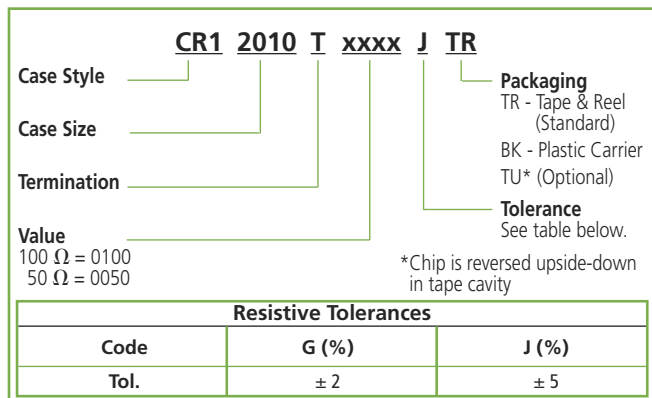 CR1 2010 T xxxx J TR
Case Style
Case Size
Termination
Value
100 Ω = 0100
50 Ω = 0050
Packaging
TR - Tape & Reel
(Standard)
BK - Plastic Carrier
TU* (Optional)
Tolerance
See table below.
*Chip is reversed upside-down
in tape cavity
Resistive Tolerances
Code G (%) J (%)
Tol. ± 2 ± 5